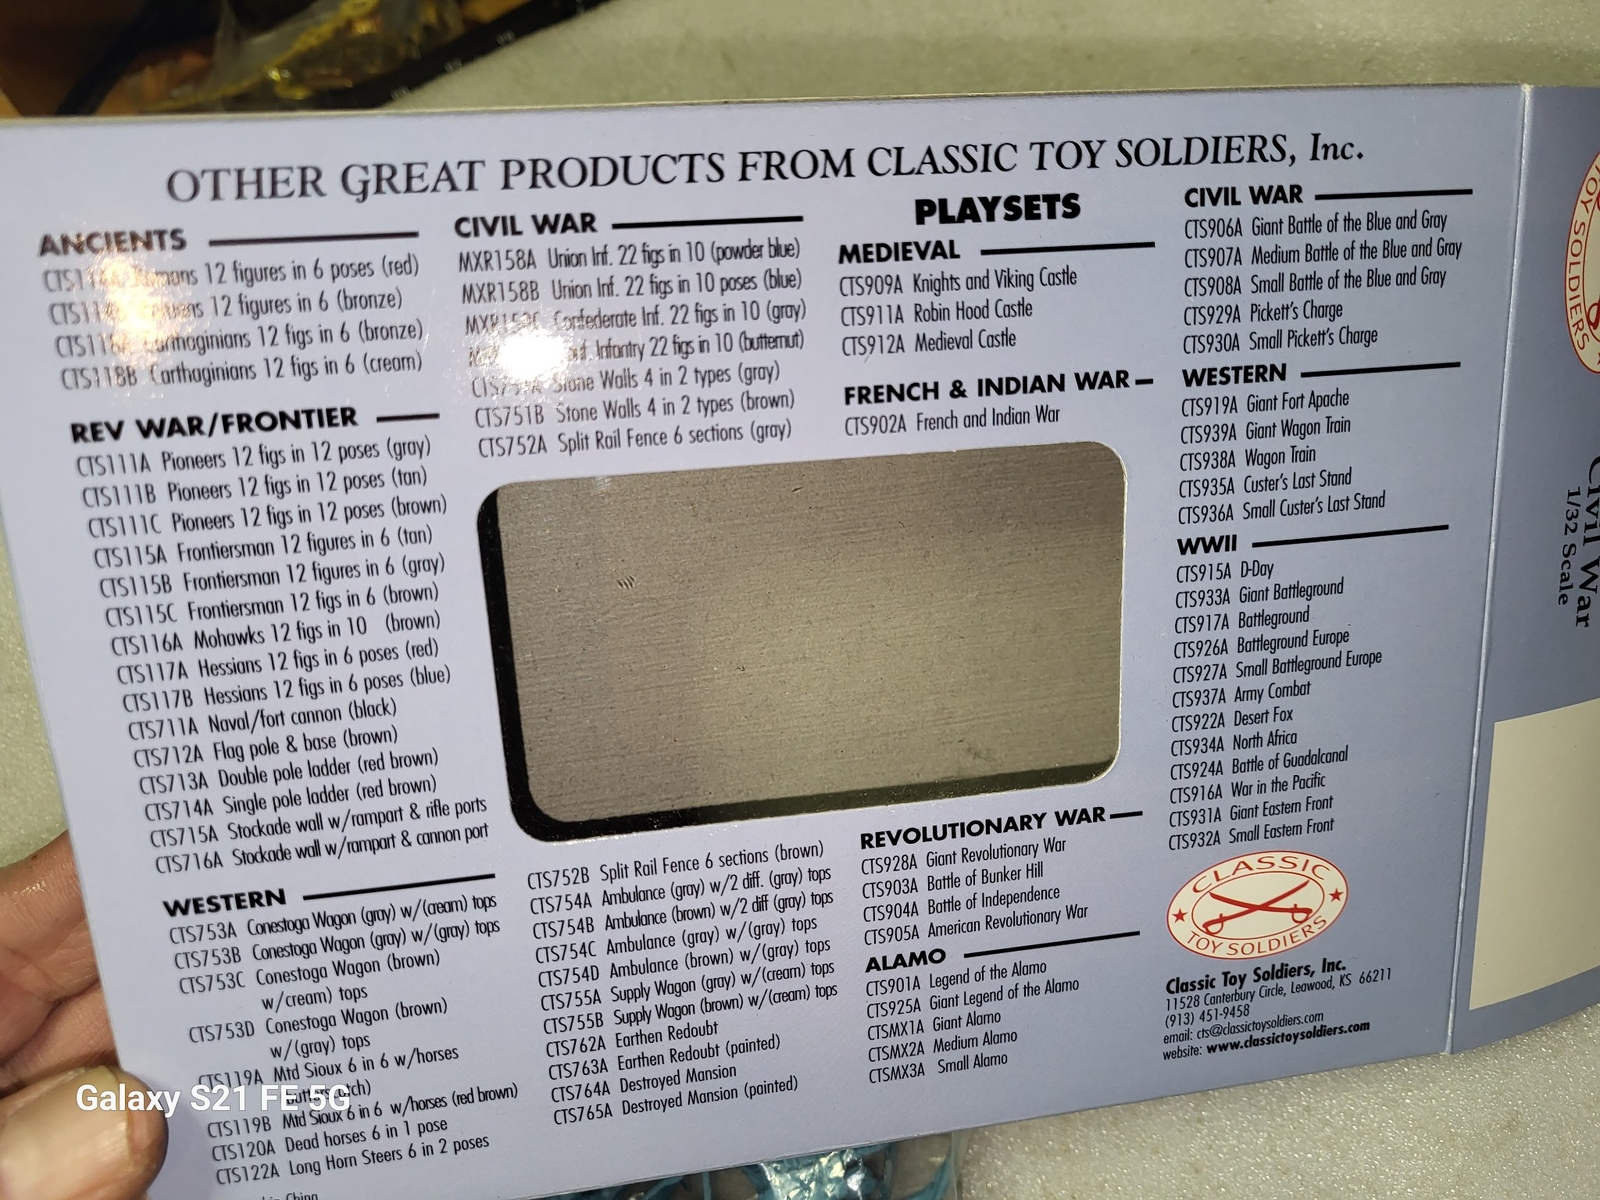 OTHER GREAT PRODUCTS FROM CLASSIC TOY SOLDIERS, Inc.
ANCIENTS
12 figures in 6 poses (red)
12 figures in 6 (bronze)
12 figs in 6 (bronze)
CTS118B Carthaginians 12 figs in 6 (cream)
REV WAR/FRONTIER
CTS111A Pioneers 12 figs in 12 poses (gray)
CTS111B Pioneers 12 figs in 12 poses (tan)
CTS111C Pioneers 12 figs in 12 poses (brown)
CTS115A Frontiersman 12 figures in 6 (tan)
CTS115B Frontiersman 12 figures in 6 (gray)
CTS115C Frontiersman 12 figs in 6 (brown)
CTS116A Mohawks 12 figs in 10 (brown)
CTS117A Hessians 12 figs in 6 poses (red)
CTS117B Hessians 12 figs in 6 poses (blue)
CTS711A Naval/fort cannon (black)
CTS712A Flag pole & base (brown)
CTS713A Double pole ladder (red brown)
CTS714A Single pole ladder (red brown)
CTS715A Stockade wall w/rampart & rifle ports
CTS716A Stockade wall w/rampart & cannon port
WESTERN
CTS753A Conestoga Wagon (gray) w/(cream) tops
CTS753B Conestoga Wagon (gray) w/(gray) tops
CTS753C Conestoga Wagon (brown)
w/cream) tops
CTS753D Conestoga Wagon (brown)
w/(gray) tops
CTS119A Mtd Sioux 6 in 6 w/horses
CTS119B Mtd Sioux 6 in 6 w/horses (red brown)
CTS120A Dead horses 6 in 1 pose
CTS122A Long Horn Steers 6 in 2 poses
China
CIVIL WAR
MXR158A Union Inf. 22 figs in 10 (powder blue)
MXR158B Union Inf. 22 figs in 10 poses (blue)
Confederate Inf. 22 figs in 10 (gray)
Infantry 22 figs in 10 (butternut)
Stone Walls 4 in 2 types (gray)
CTS751B Stone Walls 4 in 2 types (brown)
CTS752A Split Rail Fence 6 sections (gray)
CTS752B Split Rail Fence 6 sections (brown)
CTS754A Ambulance (gray) w/2 diff. (gray) tops
CTS754B Ambulance (brown) w/2 diff (gray) tops
CTS754C Ambulance (gray) w/(gray) tops
CTS754D Ambulance (brown) w/(gray) tops
CTS755A Supply Wagon (gray) w/(cream) tops
CTS755B Supply Wagon (brown) w/(cream) tops
CTS762A Earthen Redoubt
CTS763A Earthen Redoubt (painted)
CTS764A Destroyed Mansion
CTS765A Destroyed Mansion (painted)
PLAYSETS
MEDIEVAL
CTS909A Knights and Viking Castle
CTS911A Robin Hood Castle
CTS912A Medieval Castle
FRENCH & INDIAN WAR
CTS902A French and Indian War
REVOLUTIONARY WAR
CTS928A Giant Revolutionary War
CTS903A Battle of Bunker Hill
CTS904A Battle of Independence
CTS905A American Revolutionary War
ALAMO
CTS901A Legend of the Alamo
CTS925A Giant Legend of the Alamo
CTSMX1A Giant Alamo
CTSMX2A Medium Alamo
CTSMX3A Small Alamo
CIVIL WAR
CTS906A Giant Battle of the Blue and Gray
CTS907A Medium Battle of the Blue and Gray
CTS908A Small Battle of the Blue and Gray
CTS929A Pickett's Charge
CTS930A Small Pickett's Charge
WESTERN
CTS919A Giant Fort Apache
CTS939A Giant Wagon Train
CTS938A Wagon Train
CTS935A Custer's Last Stand
CTS936A Small Custer's Last Stand
WWII
CTS915A D-Day
CTS933A Giant Battleground
CTS917A Battleground
CTS926A Battleground Europe
CTS927A Small Battleground Europe
CTS937A Army Combat
CTS922A Desert Fox
CTS934A North Africa
CTS924A Battle of Guadalcanal
CTS916A War in the Pacific
CTS931A Giant Eastern Front
CTS932A Small Eastern Front
CLASSIC
TOY SOLDIERS
Classic Toy Soldiers, Inc.
11528 Canterbury Circle, Leawood, KS 66211
(913) 451-9458
email: cts@classictoysoldiers.com
website: www.classictoysoldiers.com
TOY SOLDIERS
Civil War
1/32 Scale
Galaxy S21 FE 5G